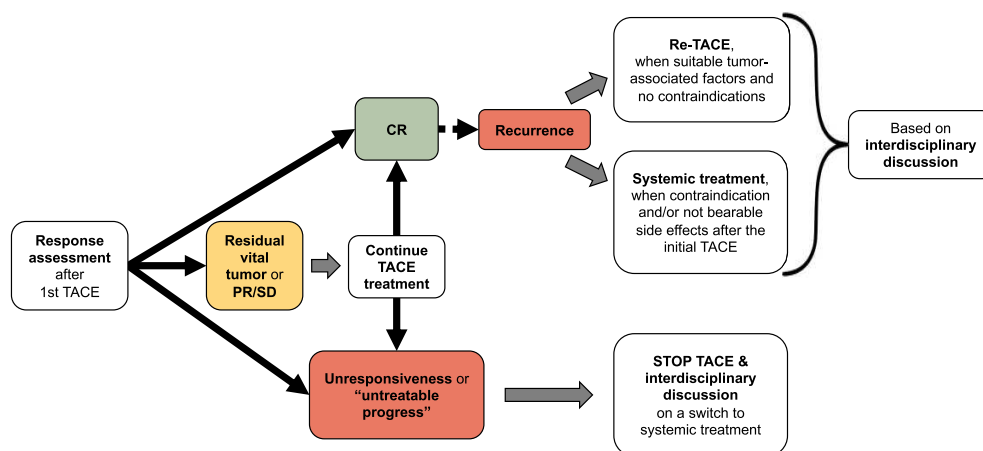 Response
assessment
after
1st TACE
Residual
vital
tumor or
PR/SD
Continue
TACE
treatment
CR
Recurrence
Re-TACE,
when suitable tumor-
associated factors and
no contraindications
Systemic treatment,
when contraindication
and/or not bearable
side effects after the
initial TACE
Based on
interdisciplinary
discussion
Unresponsiveness or
“untreatable
progress”
STOP TACE &
interdisciplinary
discussion
on a switch to
systemic treatment